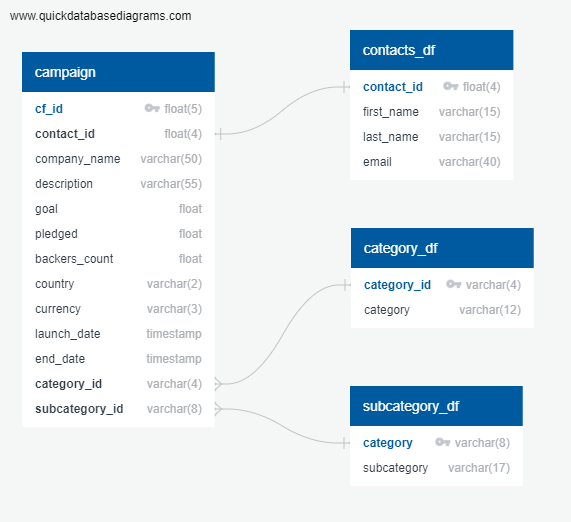 www.quickdatabasediagrams.com
campaign
cf_id float(5)
contact_id float(4)
company_name varchar(50)
description varchar(55)
goal float
pledged float
backers_count float
country varchar(2)
currency varchar(3)
launch_date timestamp
end_date timestamp
category_id varchar(4)
subcategory_id varchar(8)
contacts_df
contact_id float(4)
first_name varchar(15)
last_name varchar(15)
email varchar(40)
category_df
category_id varchar(4)
category varchar(12)
subcategory_df
category varchar(8)
subcategory varchar(17)